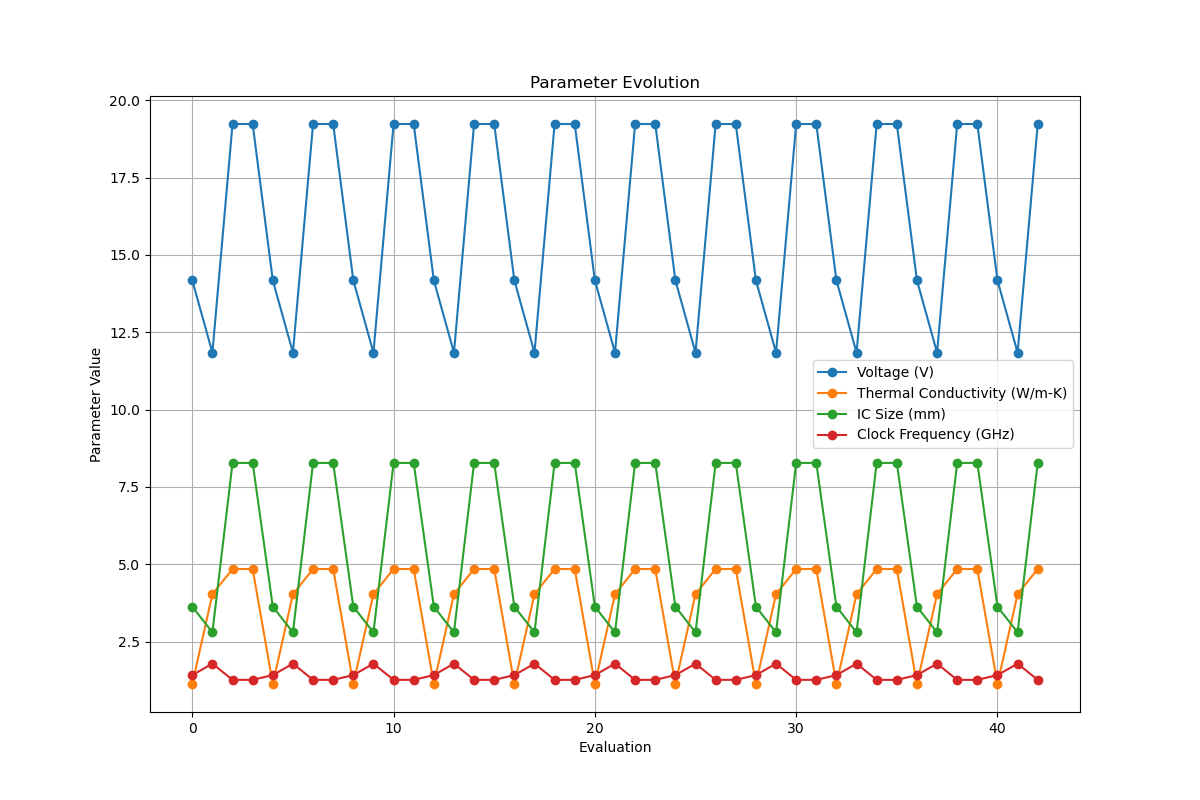 Parameter Evolution
20.0
17.5
15.0
12.5
10.0
7.5
5.0
2.5
Parameter Value
Voltage (V)
Thermal Conductivity (W/m-K)
IC Size (mm)
Clock Frequency (GHz)
0 10 20 30 40
Evaluation